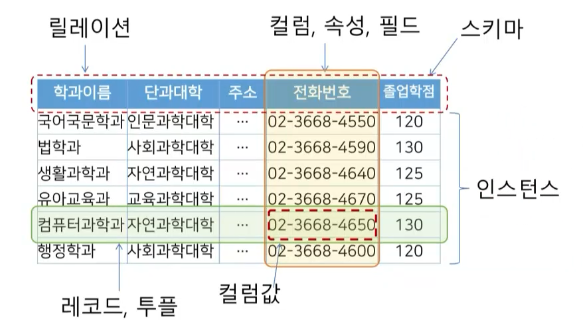 릴레이션
컬럼, 속성, 필드
스키마
학과이름 단과대학 주소 전화번호 졸업학점
국어국문학과 인문과학대학 ... 02-3668-4550 120
법학과 사회과학대학 ... 02-3668-4590 130
생활과학과 자연과학대학 ... 02-3668-4640 125
유아교육과 교육과학대학 ... 02-3668-4670 125
컴퓨터과학과 자연과학대학 ... 02-3668-4650 130
행정학과 사회과학대학 ... 02-3668-4600 120
인스턴스
레코드, 투플
컬럼값